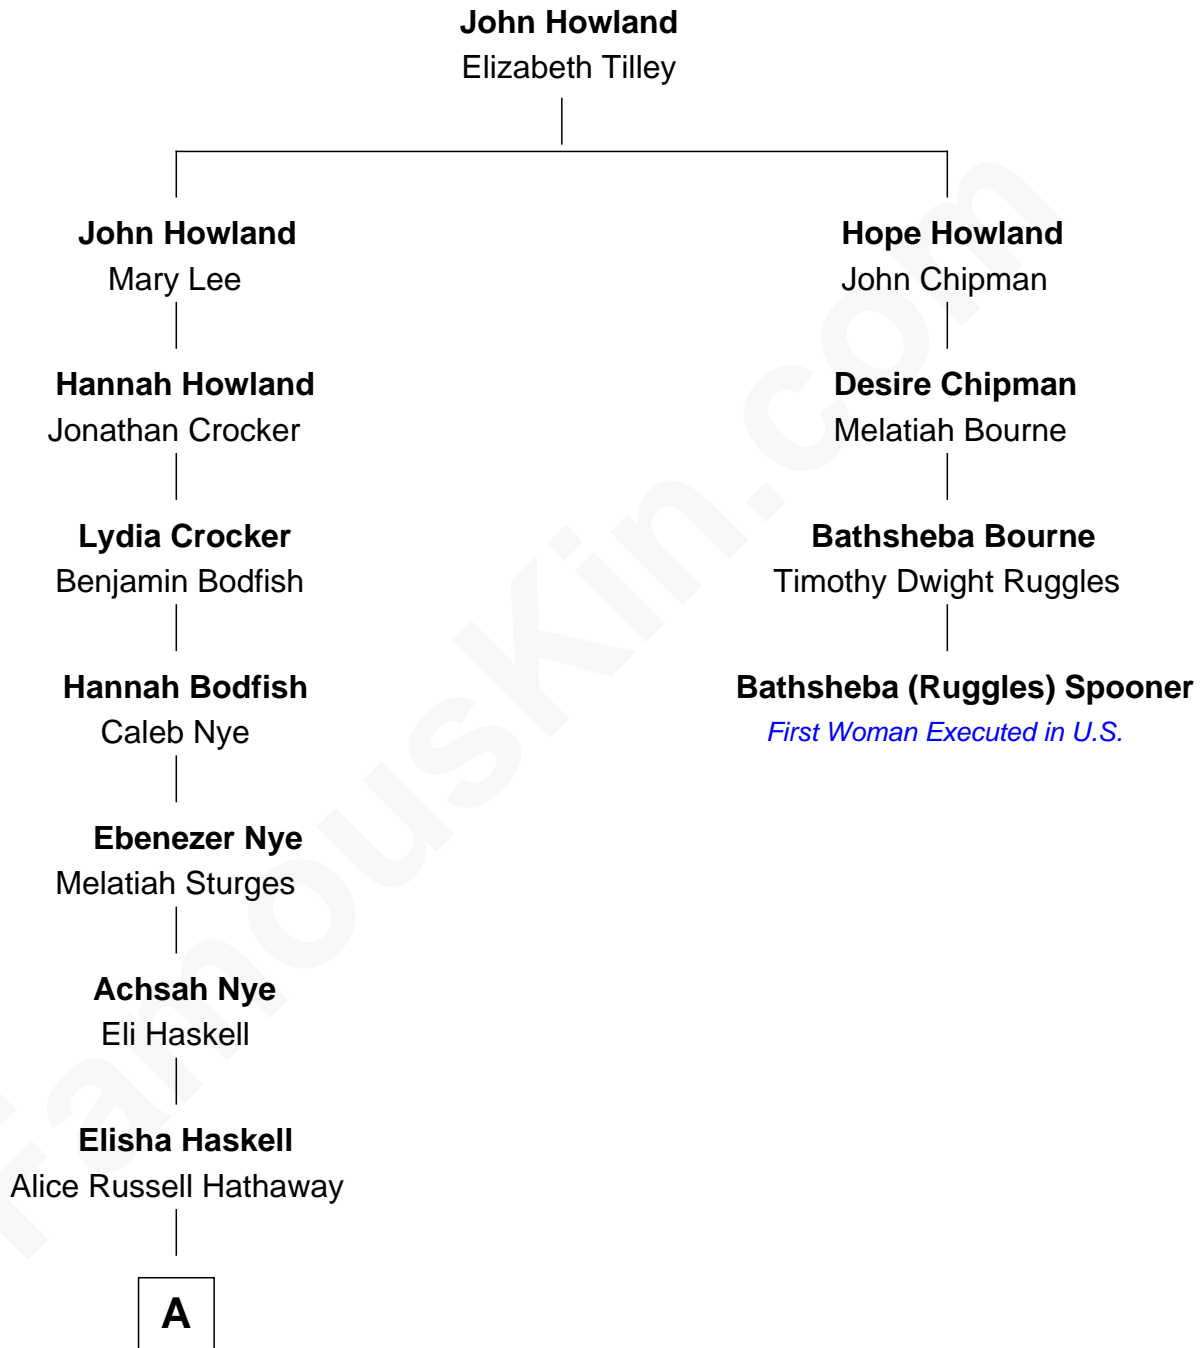 John Howland
Elizabeth Tilley
John Howland
Mary Lee
Hope Howland
John Chipman
Hannah Howland
Jonathan Crocker
Desire Chipman
Melatiah Bourne
Lydia Crocker
Benjamin Bodfish
Bathsheba Bourne
Timothy Dwight Ruggles
Hannah Bodfish
Caleb Nye
Bathsheba (Ruggles) Spooner
First Woman Executed in U.S.
Ebenezer Nye
Melatiah Sturges
Achsah Nye
Eli Haskell
Elisha Haskell
Alice Russell Hathaway
A
FamousKin.com